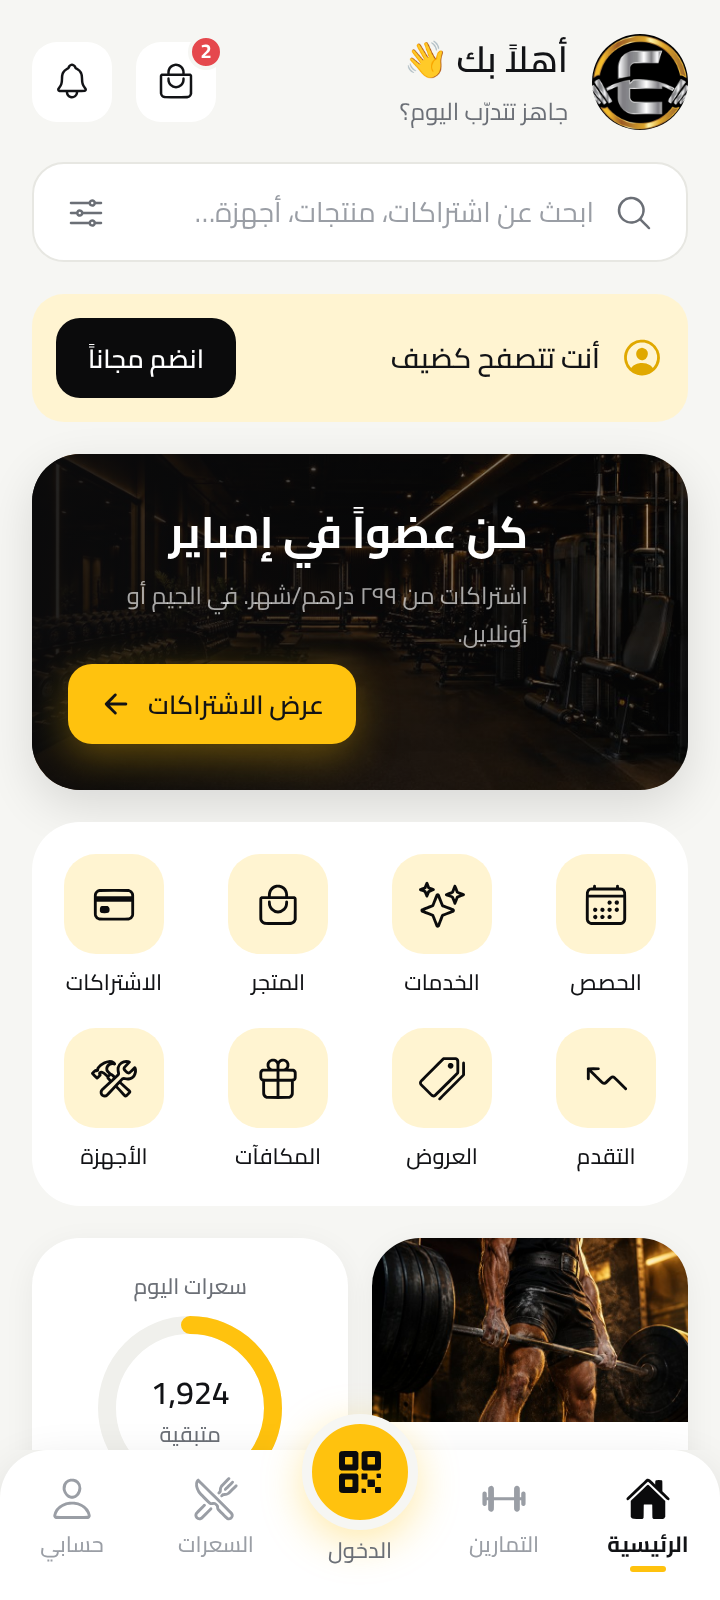 أهلاً بك 👋
2
جاهز تتدرّب اليوم؟
ابحث عن اشتراكات، منتجات، أجهزة...
أنت تتصفح كضيف
انضم مجاناً
كن عضواً في إمباير
اشتراكات من ٢٩٩ درهم/شهر. في الجيم أو
أونلاين.
عرض الاشتراكات
الحصص
الخدمات
المتجر
الاشتراكات
التقدم
العروض
المكافآت
الأجهزة
سعرات اليوم
1,924
متبقية
الرئيسية
التمارين
الدخول
السعرات
حسابي